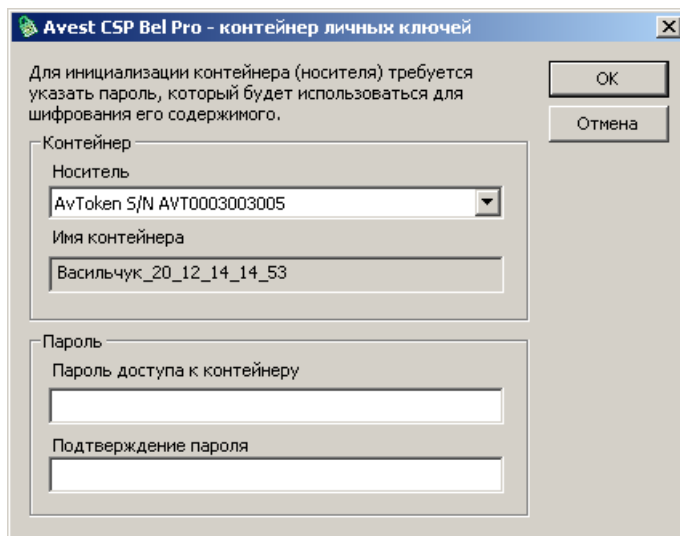 Avest CSP Bel Pro - контейнер личных ключей
Для инициализации контейнера (носителя) требуется
указать пароль, который будет использоваться для
шифрования его содержимого.
OK
Отмена
Контейнер
Носитель
AvToken S/N AVT0003003005
Имя контейнера
Васильчук_20_12_14_14_53
Пароль
Пароль доступа к контейнеру
Подтверждение пароля